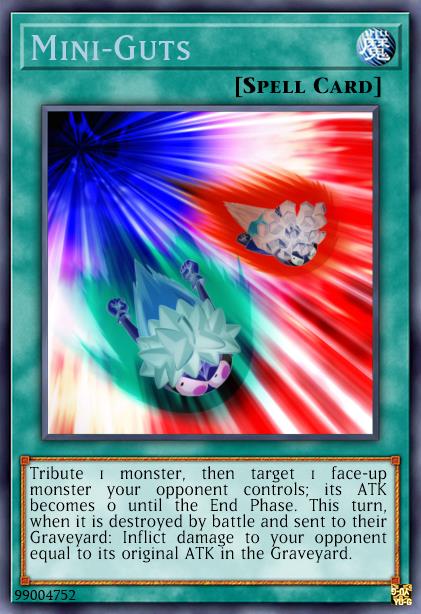 Mini-Guts
魔
[Spell Card]
Tribute 1 monster, then target 1 face-up
monster your opponent controls; its ATK
becomes 0 until the End Phase. This turn,
when it is destroyed by battle and sent to their
Graveyard: Inflict damage to your opponent
equal to its original ATK in the Graveyard.
99004752